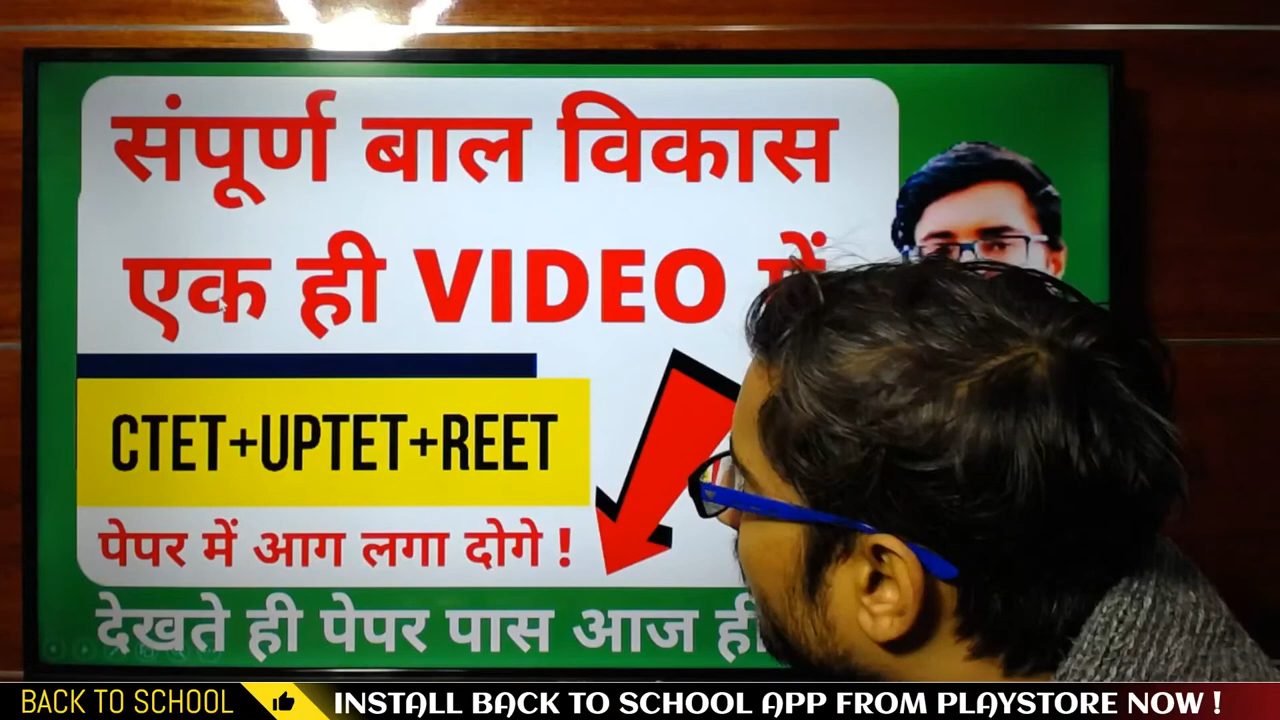 संपूर्ण बाल विकास
एक ही VIDEO में
CTET+UPTET+REET
पेपर में आग लगा दोगे !
देखते ही पेपर पास आज ही
BACK TO SCHOOL
INSTALL BACK TO SCHOOL APP FROM PLAYSTORE NOW !